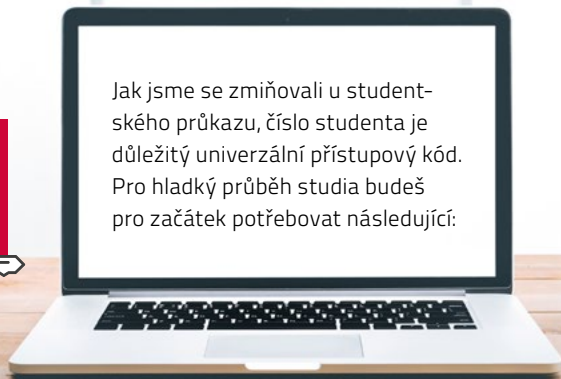 Jak jsme se zmiňovali u student-
ského průkazu, číslo studenta je
důležitý univerzální přístupový kód.
Pro hladký průběh studia budeš
pro začátek potřebovat následující: